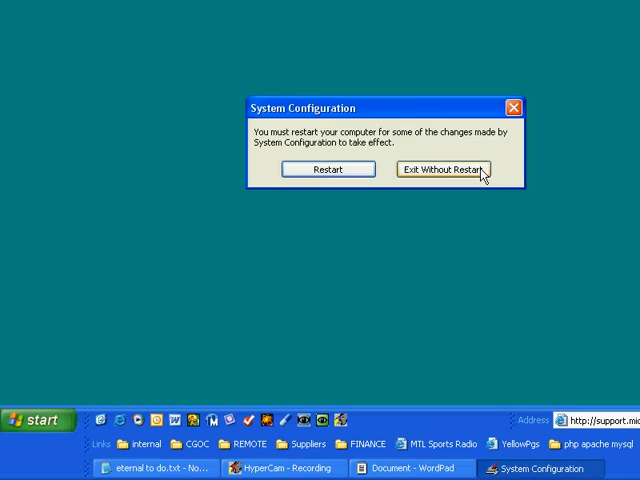 System Configuration
You must restart your computer for some of the changes made by
System Configuration to take effect.
Restart
Exit Without Restart
start
Address
http://support.mic
Links
internal
CGOC
REMOTE
Suppliers
FINANCE
MTL Sports Radio
YellowPgs
php apache mysql
eternal to do.txt - No...
HyperCam - Recording
Document - WordPad
System Configuration